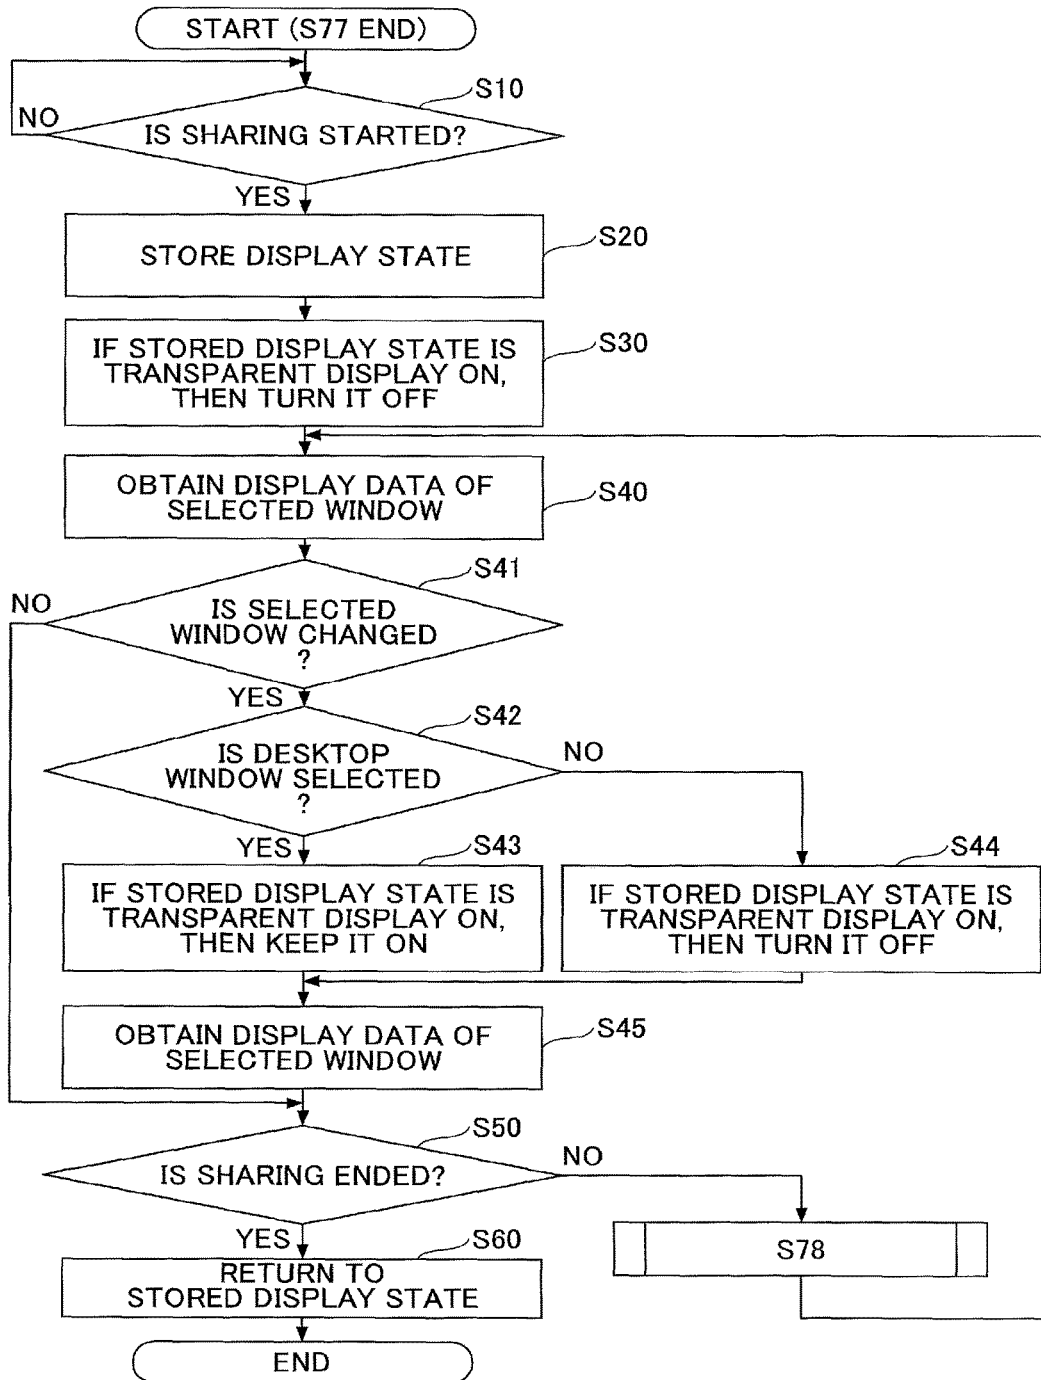 START (S77 END)
S10
NO
IS SHARING STARTED?
YES
S20
STORE DISPLAY STATE
S30
IF STORED DISPLAY STATE IS
TRANSPARENT DISPLAY ON,
THEN TURN IT OFF
S40
OBTAIN DISPLAY DATA OF
SELECTED WINDOW
S41
NO
IS SELECTED
WINDOW CHANGED
?
YES
S42
IS DESKTOP
WINDOW SELECTED
?
NO
YES
S43
IF STORED DISPLAY STATE IS
TRANSPARENT DISPLAY ON,
THEN KEEP IT ON
S44
IF STORED DISPLAY STATE IS
TRANSPARENT DISPLAY ON,
THEN TURN IT OFF
S45
OBTAIN DISPLAY DATA OF
SELECTED WINDOW
S50
IS SHARING ENDED?
NO
YES
S78
S60
RETURN TO
STORED DISPLAY STATE
END